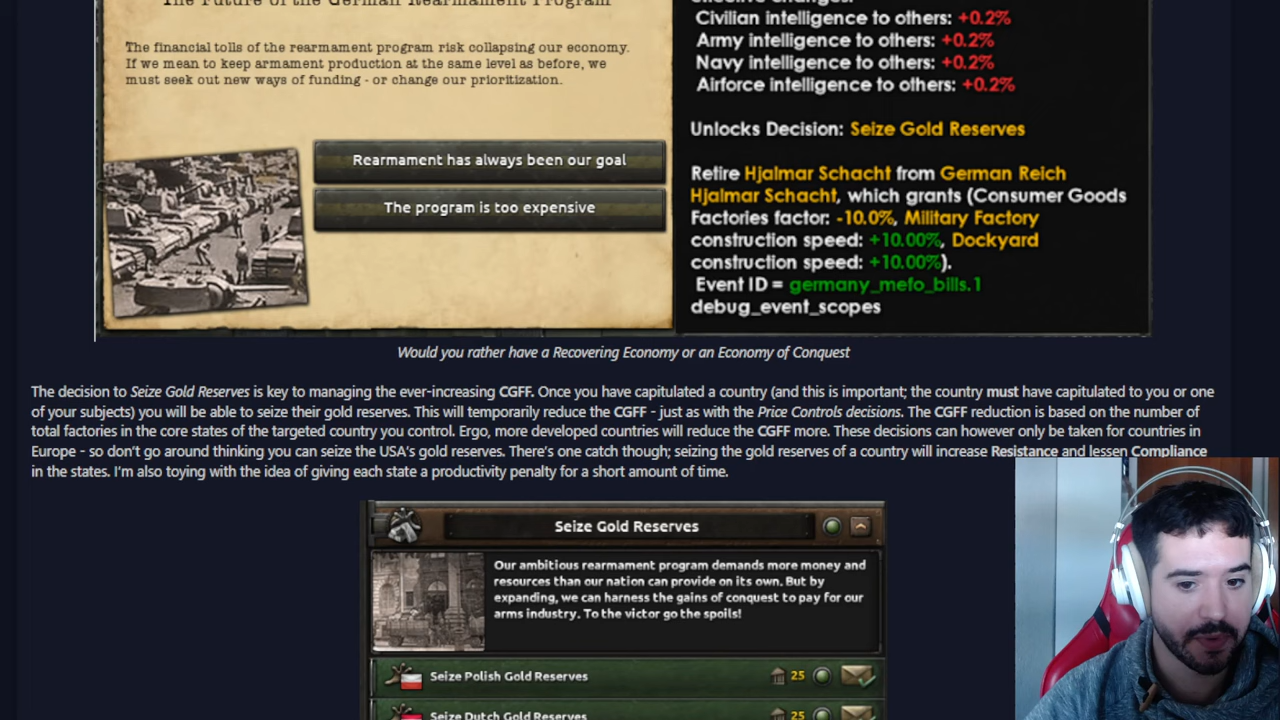 The Future of the German Rearmament Program
The financial tolls of the rearmament program risk collapsing our economy.
If we mean to keep armament production at the same level as before, we
must seek out new ways of funding - or change our prioritization.
Rearmament has always been our goal
The program is too expensive
Effective Changes:
Civilian intelligence to others: +0.2%
Army intelligence to others: +0.2%
Navy intelligence to others: +0.2%
Airforce intelligence to others: +0.2%
Unlocks Decision: Seize Gold Reserves
Retire Hjalmar Schacht from German Reich
Hjalmar Schacht, which grants (Consumer Goods
Factories factor: -10.0%, Military Factory
construction speed: +10.00%, Dockyard
construction speed: +10.00%).
Event ID = germany_mefo_bills.1
debug_event_scopes
Would you rather have a Recovering Economy or an Economy of Conquest
The decision to Seize Gold Reserves is key to managing the ever-increasing CGFF. Once you have capitulated a country (and this is important; the country must have capitulated to you or one
of your subjects) you will be able to seize their gold reserves. This will temporarily reduce the CGFF - just as with the Price Controls decisions. The CGFF reduction is based on the number of
total factories in the core states of the targeted country you control. Ergo, more developed countries will reduce the CGFF more. These decisions can however only be taken for countries in
Europe - so don't go around thinking you can seize the USA's gold reserves. There's one catch though; seizing the gold reserves of a country will increase Resistance and lessen Compliance
in the states. I'm also toying with the idea of giving each state a productivity penalty for a short amount of time.
Seize Gold Reserves
Our ambitious rearmament program demands more money and
resources than our nation can provide on its own. But by
expanding, we can harness the gains of conquest to pay for our
arms industry. To the victor go the spoils!
Seize Polish Gold Reserves 25
Seize Dutch Gold Reserves 25